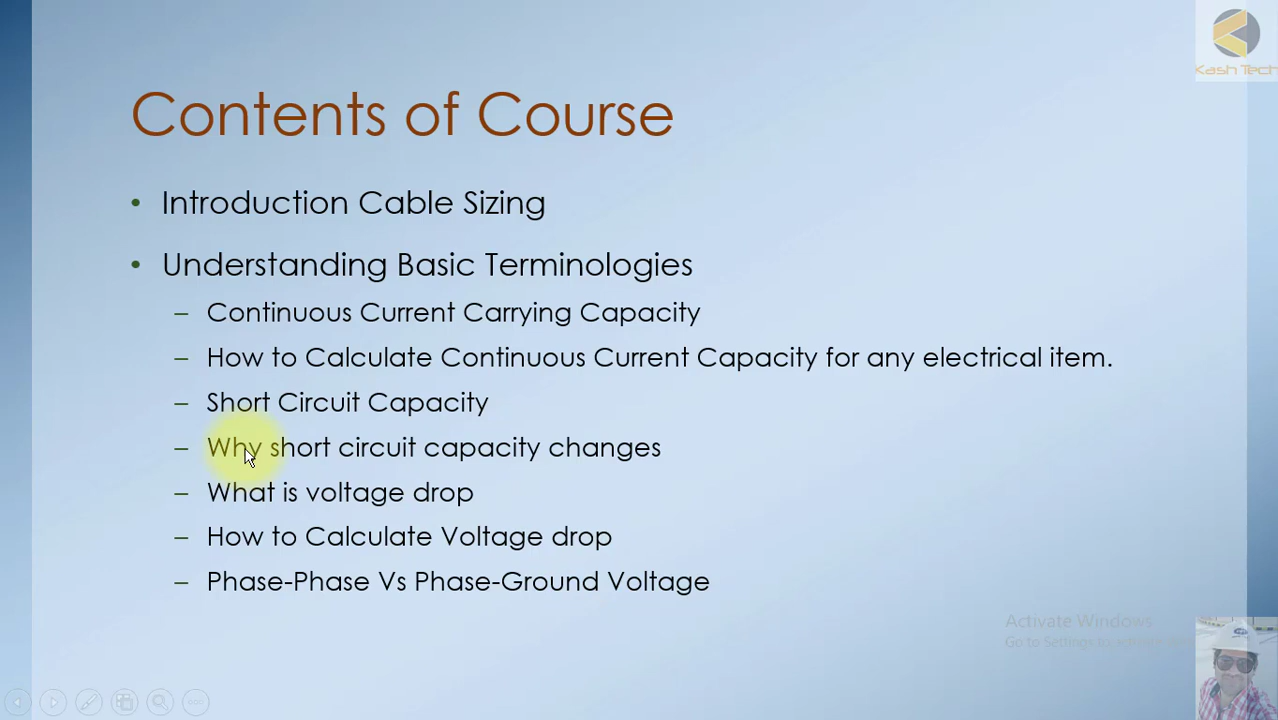 Kash Tech
Contents of Course
• Introduction Cable Sizing
• Understanding Basic Terminologies
– Continuous Current Carrying Capacity
– How to Calculate Continuous Current Capacity for any electrical item.
– Short Circuit Capacity
– Why short circuit capacity changes
– What is voltage drop
– How to Calculate Voltage drop
– Phase-Phase Vs Phase-Ground Voltage
Activate Windows
Go to Settings to activate